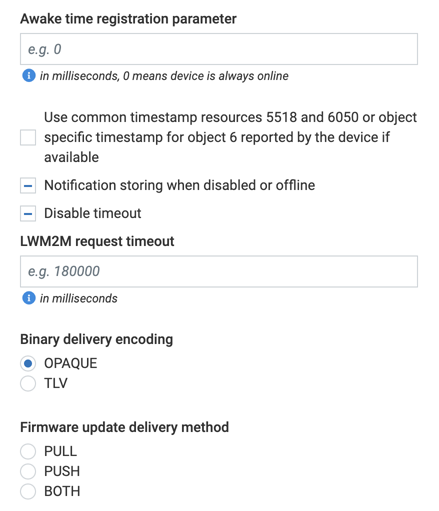 Awake time registration parameter
e.g. 0
i in milliseconds, 0 means device is always online
Use common timestamp resources 5518 and 6050 or object
specific timestamp for object 6 reported by the device if
available
Notification storing when disabled or offline
Disable timeout
LWM2M request timeout
e.g. 180000
i in milliseconds
Binary delivery encoding
OPAQUE
TLV
Firmware update delivery method
PULL
PUSH
BOTH